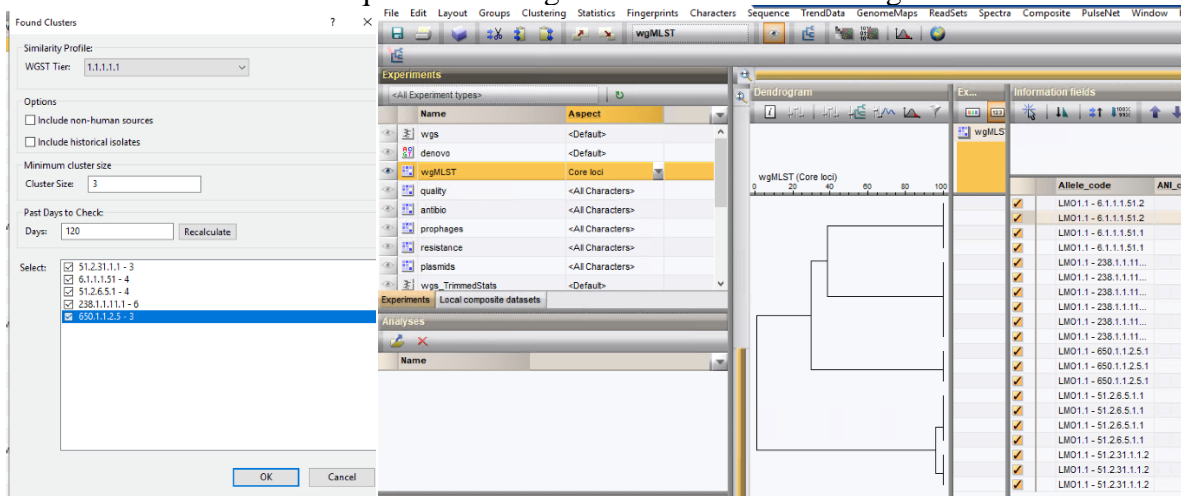 Found Clusters ? ×
Similarity Profile:
WGST Tier: 1.1.1.1.1
Options
Include non-human sources
Include historical isolates
Minimum cluster size
Cluster Size: 3
Past Days to Check:
Days: 120 Recalculate
Select:
51.2.31.1.1 - 3
6.1.1.1.51 - 4
51.2.6.5.1 - 4
238.1.1.11.1 - 6
650.1.1.2.5 - 3
OK Cancel
File Edit Layout Groups Clustering Statistics Fingerprints Characters Sequence TrendData GenomeMaps ReadSets Spectra Composite PulseNet Window
wgMLST
Experiments
<All Experiment types>
Name Aspect
wgs <Default>
denovo <Default>
wgMLST Core loci
quality <All Characters>
antibio <All Characters>
prophages <All Characters>
resistance <All Characters>
plasmids <All Characters>
wgs_TrimmedStats <Default>
Experiments Local composite datasets
Analyses
Name
Dendrogram
wgMLST (Core loci)
0 20 40 60 80 100
Ex...
wgMLS
Information fields
Allele_code ANI_c
LMO1.1 - 6.1.1.1.51.2
LMO1.1 - 6.1.1.1.51.2
LMO1.1 - 6.1.1.1.51.1
LMO1.1 - 6.1.1.1.51.1
LMO1.1 - 238.1.1.11...
LMO1.1 - 238.1.1.11...
LMO1.1 - 238.1.1.11...
LMO1.1 - 238.1.1.11...
LMO1.1 - 238.1.1.11...
LMO1.1 - 238.1.1.11...
LMO1.1 - 650.1.1.2.5.1
LMO1.1 - 650.1.1.2.5.1
LMO1.1 - 650.1.1.2.5.1
LMO1.1 - 51.2.6.5.1.1
LMO1.1 - 51.2.6.5.1.1
LMO1.1 - 51.2.6.5.1.1
LMO1.1 - 51.2.6.5.1.1
LMO1.1 - 51.2.31.1.1.2
LMO1.1 - 51.2.31.1.1.2
LMO1.1 - 51.2.31.1.1.2